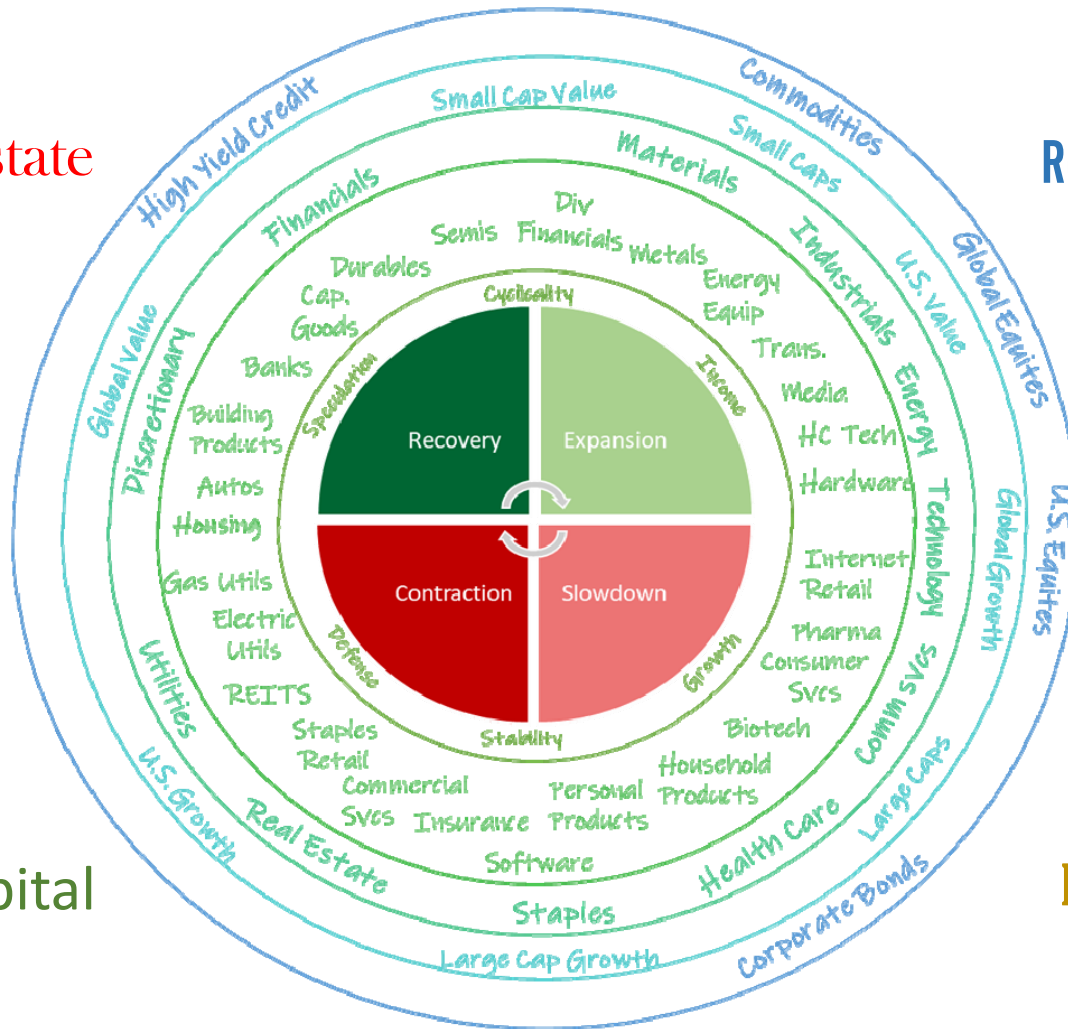 Commodities
High Yield Credit
Small Cap Value
Small Caps
state
R
Materials
Financials
Div
Financials
Semis
Metals
Industrials
U.S. Value
Global Equites
Durables
Energy
Equip
Cap.
Goods
Cyclicality
Global Value
Discretionary
Trans.
Banks
Speculation
Income
Energy
Media
Building
Products
Recovery
Expansion
HC Tech
Autos
Hardware
Technology
Global Growth
U.S. Equites
Housing
Internet
Retail
Gas Utils
Contraction
Slowdown
Electric
Utils
Pharma
Defense
Growth
Consumer
Svcs
Comm svcs
Utilities
REITS
Biotech
Staples
Retail
Stability
Household
Products
U.S. Growth
Large Caps
Commercial
Svcs
Personal
Products
Insurance
Real Estate
Health Care
Software
pital
Staples
Corporate Bonds
Large Cap Growth